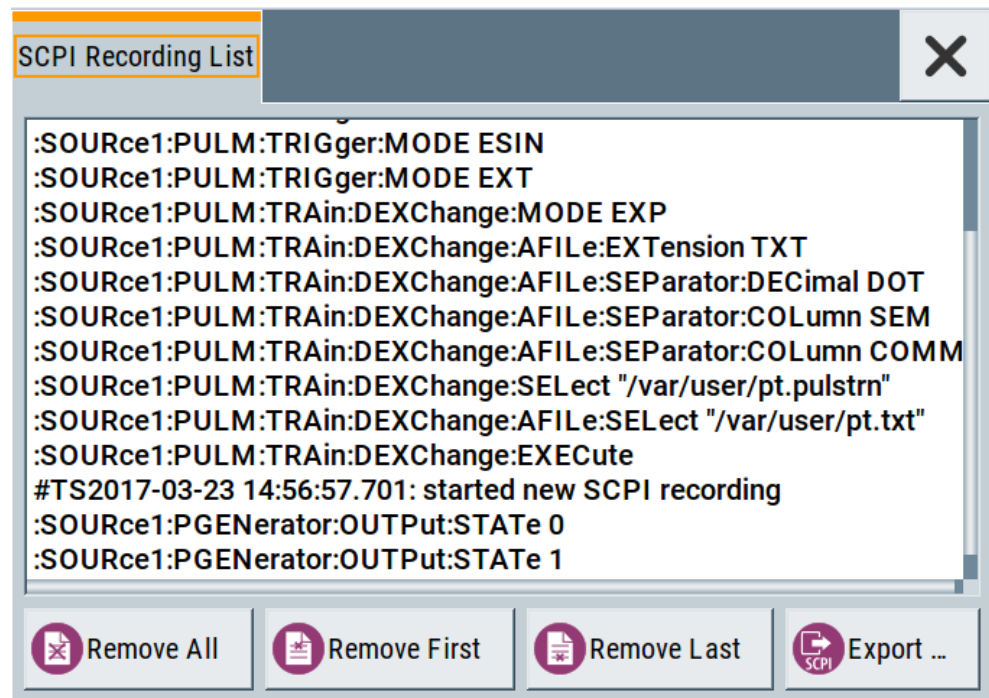 SCPI Recording List
:SOURce1:PULM:TRIGger:MODE ESIN
:SOURce1:PULM:TRIGger:MODE EXT
:SOURce1:PULM:TRAin:DEXChange:MODE EXP
:SOURce1:PULM:TRAin:DEXChange:AFILe:EXTension TXT
:SOURce1:PULM:TRAin:DEXChange:AFILe:SEParator:DECimal DOT
:SOURce1:PULM:TRAin:DEXChange:AFILe:SEParator:COLumn SEM
:SOURce1:PULM:TRAin:DEXChange:AFILe:SEParator:COLumn COMM
:SOURce1:PULM:TRAin:DEXChange:SELect "/var/user/pt.pulstrn"
:SOURce1:PULM:TRAin:DEXChange:AFILe:SELect "/var/user/pt.txt"
:SOURce1:PULM:TRAin:DEXChange:EXECute
#TS2017-03-23 14:56:57.701: started new SCPI recording
:SOURce1:PGENerator:OUTPut:STATe 0
:SOURce1:PGENerator:OUTPut:STATe 1
Remove All
Remove First
Remove Last
SCPI
Export ...